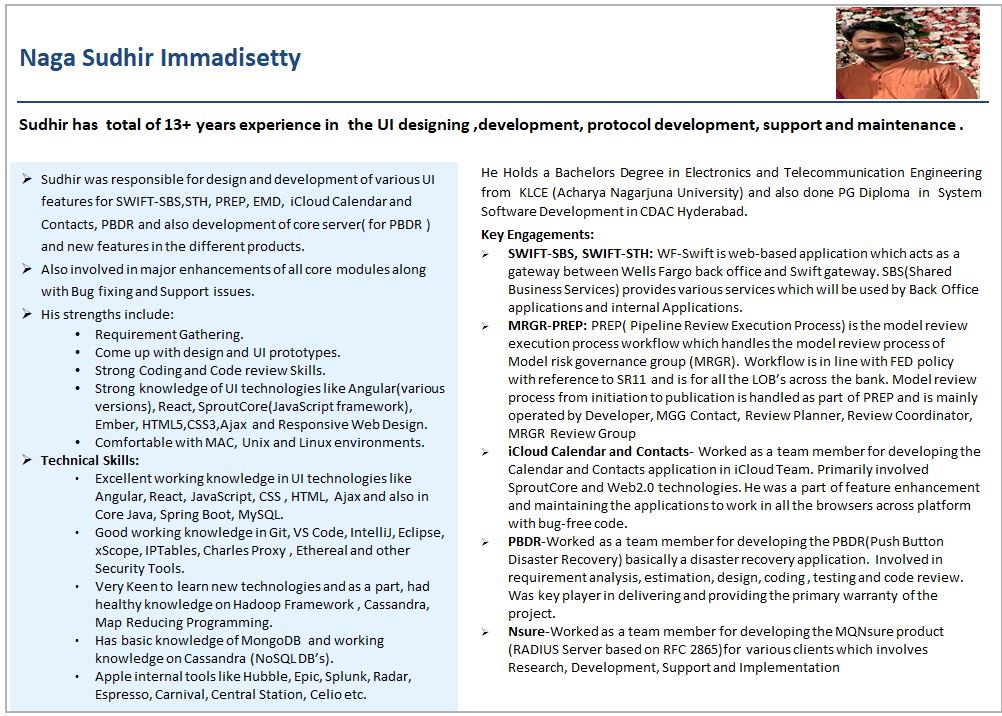 Naga Sudhir Immadisetty
Sudhir has total of 13+ years experience in the UI designing ,development, protocol development, support and maintenance .
➢ Sudhir was responsible for design and development of various UI
features for SWIFT-SBS,STH, PREP, EMD, iCloud Calendar and
Contacts, PBDR and also development of core server( for PBDR )
and new features in the different products.
➢ Also involved in major enhancements of all core modules along
with Bug fixing and Support issues.
➢ His strengths include:
• Requirement Gathering.
• Come up with design and UI prototypes.
• Strong Coding and Code review Skills.
• Strong knowledge of UI technologies like Angular(various
versions), React, SproutCore(JavaScript framework),
Ember, HTML5,CSS3,Ajax and Responsive Web Design.
• Comfortable with MAC, Unix and Linux environments.
➢ Technical Skills:
• Excellent working knowledge in UI technologies like
Angular, React, JavaScript, CSS , HTML, Ajax and also in
Core Java, Spring Boot, MySQL.
• Good working knowledge in Git, VS Code, IntelliJ, Eclipse,
xScope, IPTables, Charles Proxy , Ethereal and other
Security Tools.
• Very Keen to learn new technologies and as a part, had
healthy knowledge on Hadoop Framework , Cassandra,
Map Reducing Programming.
• Has basic knowledge of MongoDB and working
knowledge on Cassandra (NoSQL DB's).
• Apple internal tools like Hubble, Epic, Splunk, Radar,
Espresso, Carnival, Central Station, Celio etc.
He Holds a Bachelors Degree in Electronics and Telecommunication Engineering
from KLCE (Acharya Nagarjuna University) and also done PG Diploma in System
Software Development in CDAC Hyderabad.
Key Engagements:
➢ SWIFT-SBS, SWIFT-STH: WF-Swift is web-based application which acts as a
gateway between Wells Fargo back office and Swift gateway. SBS(Shared
Business Services) provides various services which will be used by Back Office
applications and internal Applications.
➢ MRGR-PREP: PREP( Pipeline Review Execution Process) is the model review
execution process workflow which handles the model review process of
Model risk governance group (MRGR). Workflow is in line with FED policy
with reference to SR11 and is for all the LOB's across the bank. Model review
process from initiation to publication is handled as part of PREP and is mainly
operated by Developer, MGG Contact, Review Planner, Review Coordinator,
MRGR Review Group
➢ iCloud Calendar and Contacts- Worked as a team member for developing the
Calendar and Contacts application in iCloud Team. Primarily involved
SproutCore and Web2.0 technologies. He was a part of feature enhancement
and maintaining the applications to work in all the browsers across platform
with bug-free code.
➢ PBDR-Worked as a team member for developing the PBDR(Push Button
Disaster Recovery) basically a disaster recovery application. Involved in
requirement analysis, estimation, design, coding , testing and code review.
Was key player in delivering and providing the primary warranty of the
project.
➢ Nsure-Worked as a team member for developing the MQNsure product
(RADIUS Server based on RFC 2865)for various clients which involves
Research, Development, Support and Implementation